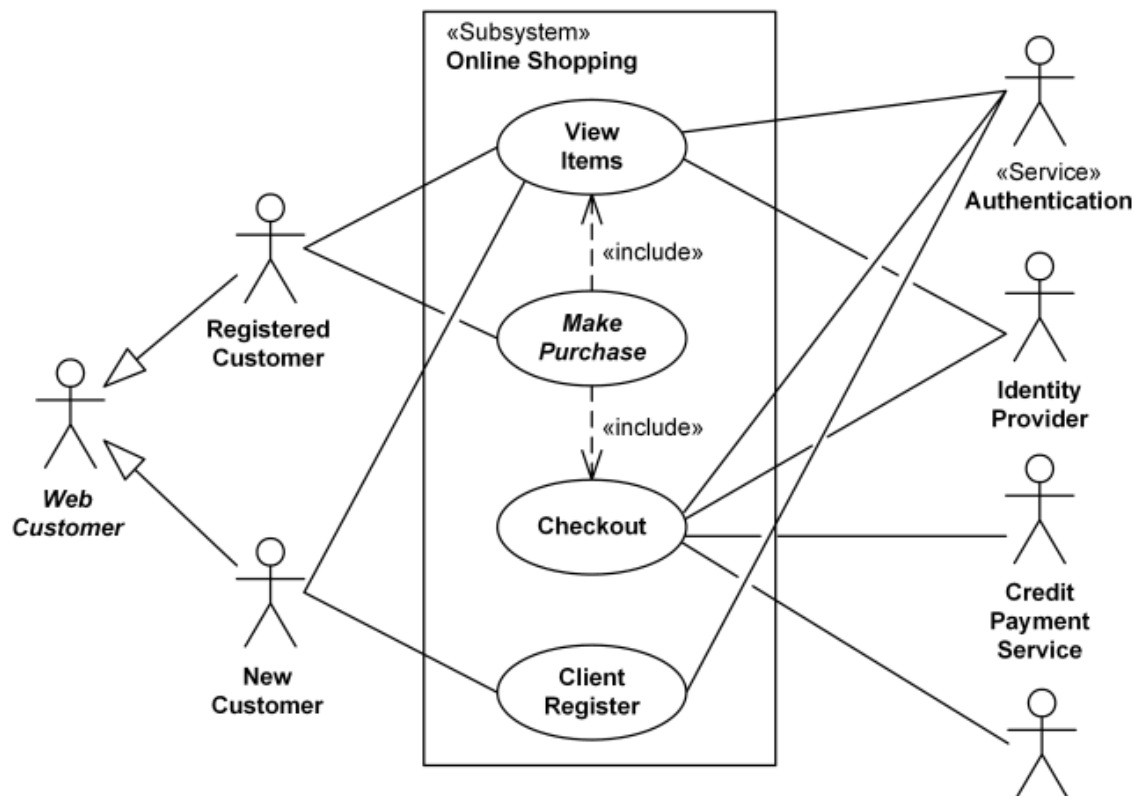 «Subsystem»
Online Shopping
View
Items
«include»
Make
Purchase
«include»
Checkout
Client
Register
Registered
Customer
Web
Customer
New
Customer
«Service»
Authentication
Identity
Provider
Credit
Payment
Service